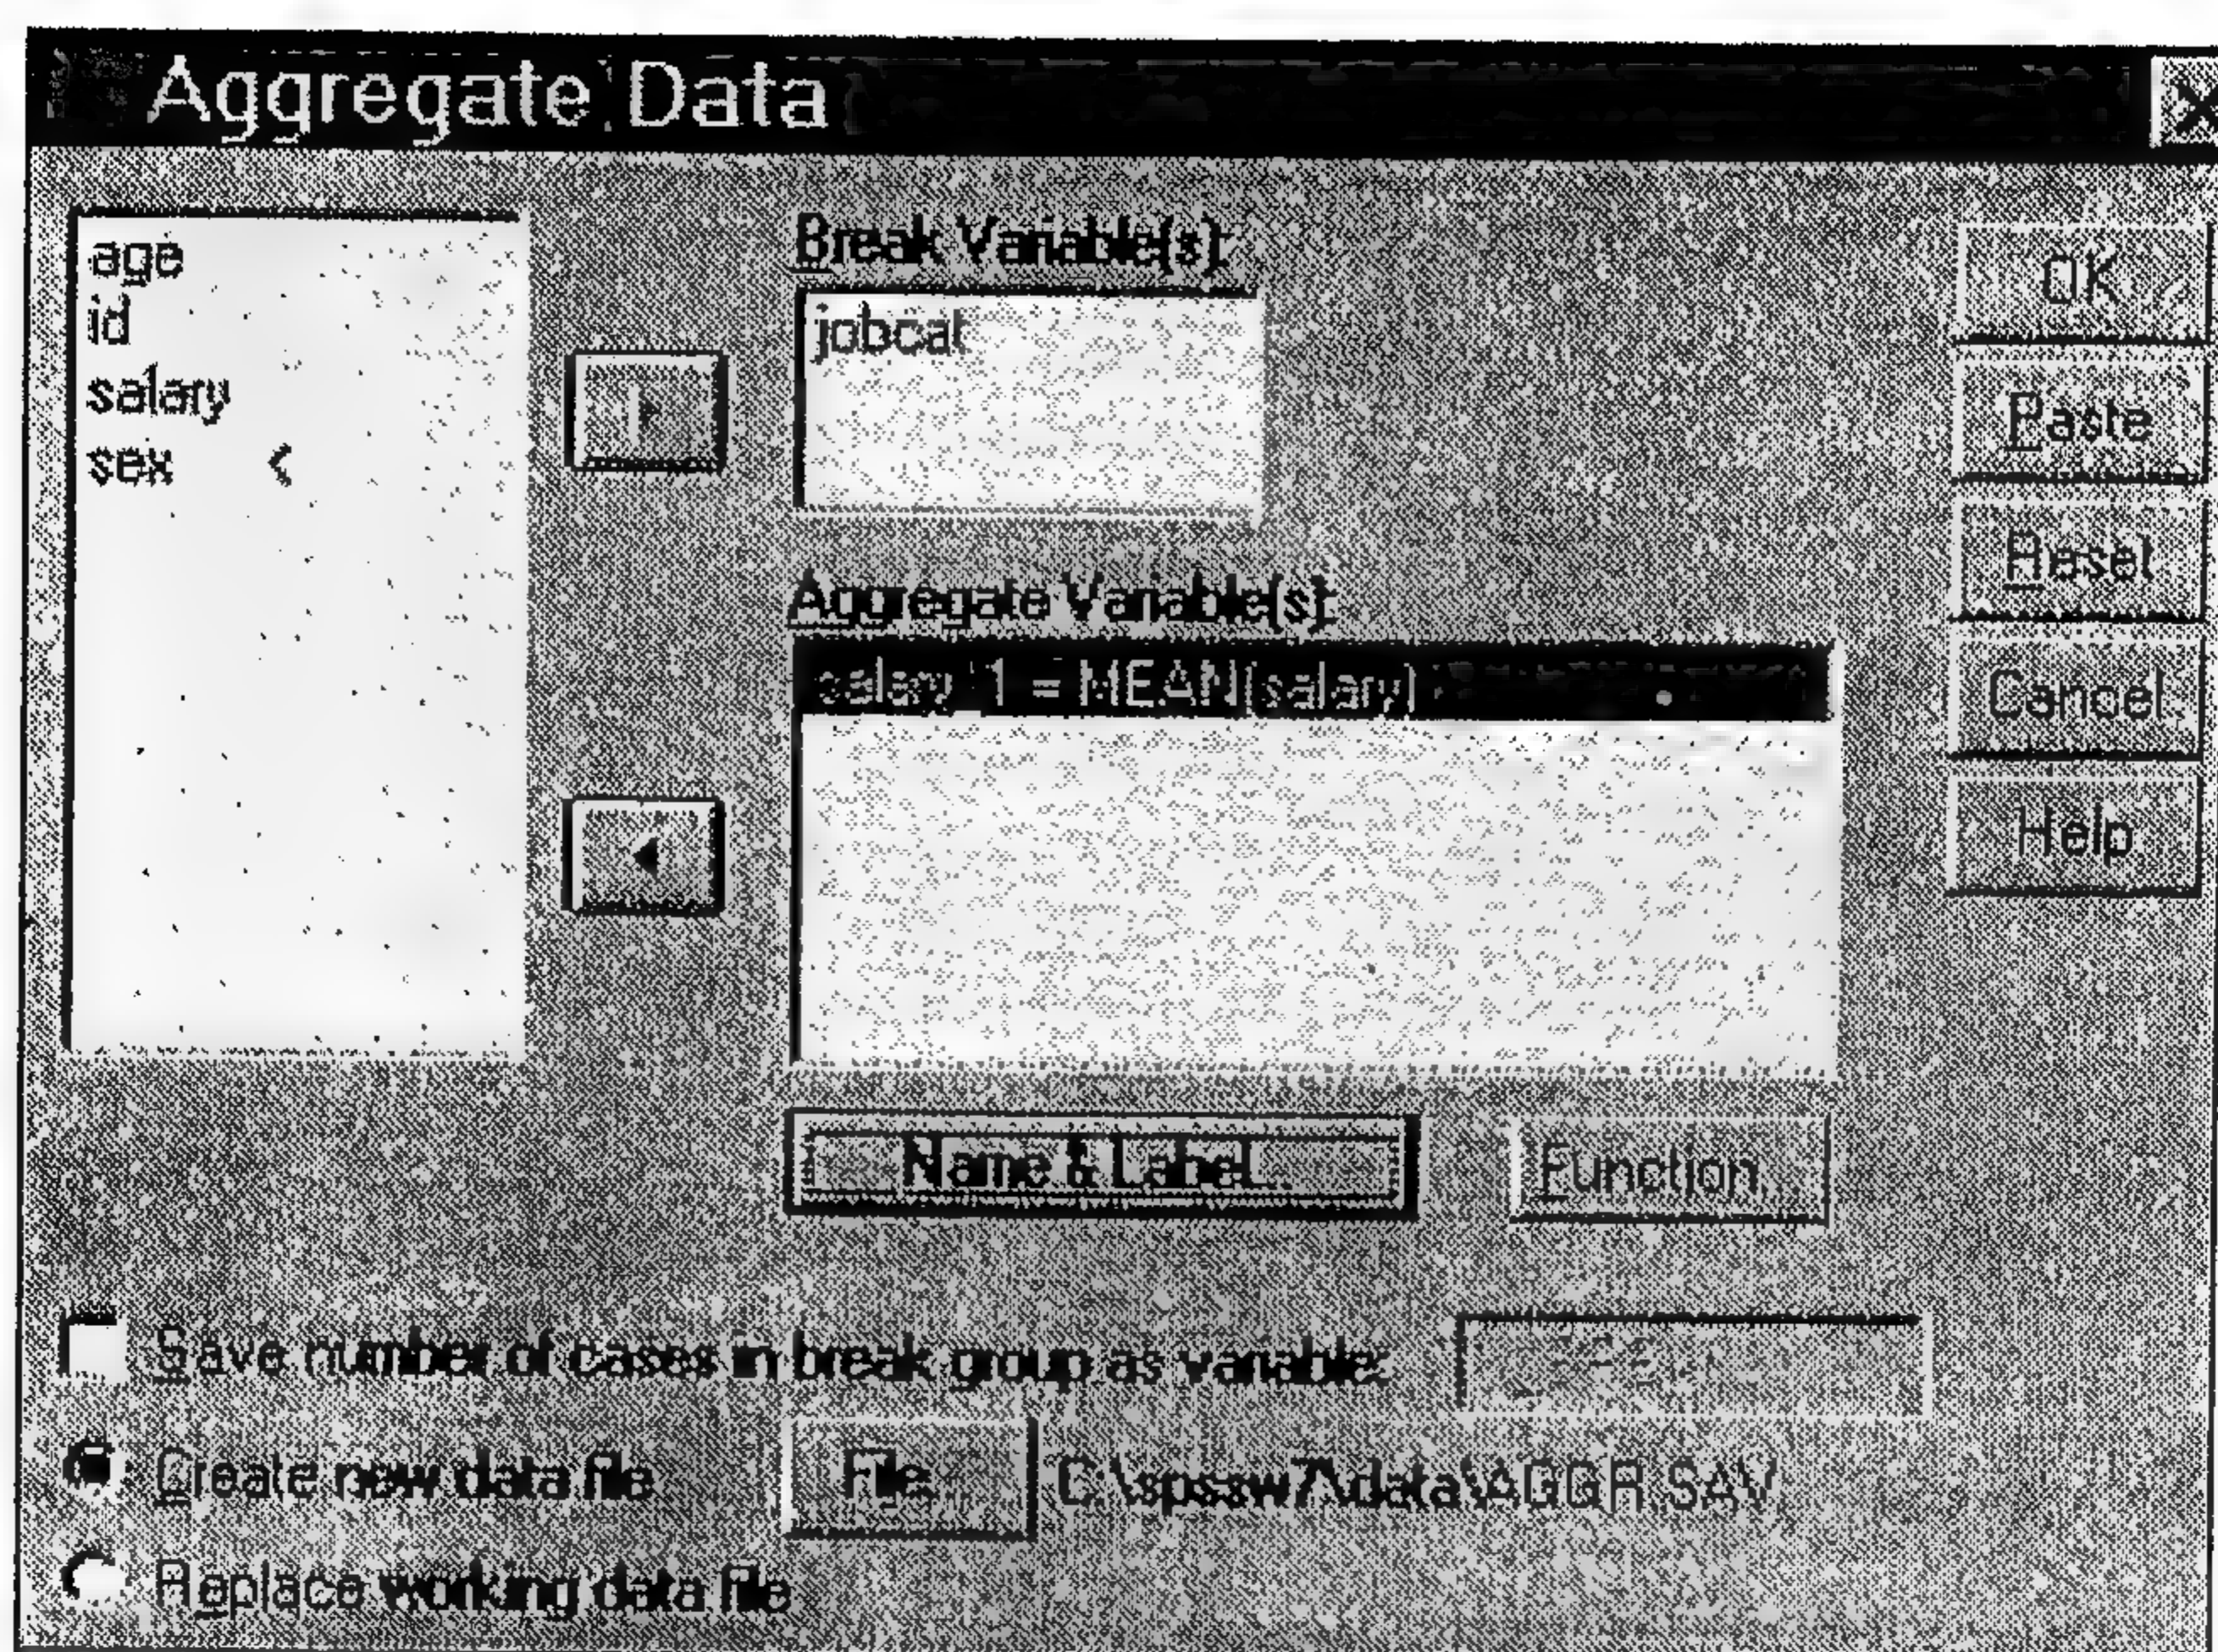 Aggregate Data
age
id
salary
sex
Break Variable(s):
jobcat
Aggregate Variable(s):
salary_1 = MEAN(salary)
Name & Label...
Function...
OK
Paste
Reset
Cancel
Help
Save number of cases in break group as variable:
Create new data file
File...
C:\spssw7\data\AGGR.SAV
Replace working data file